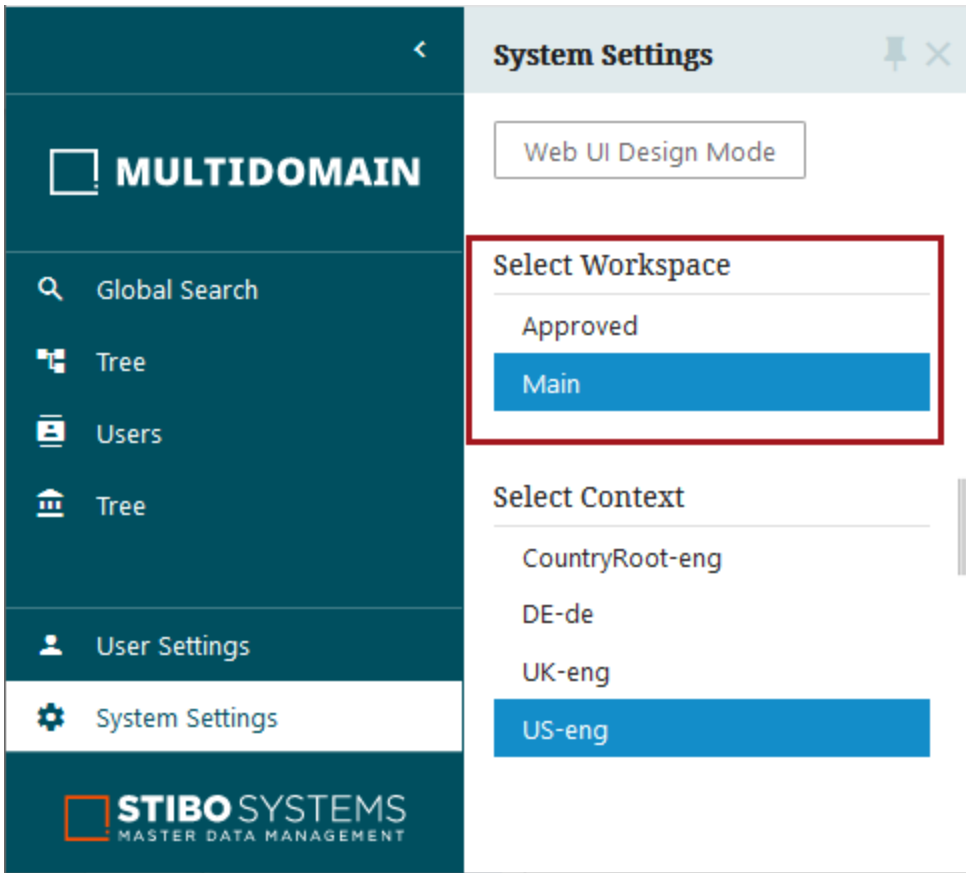 MULTIDOMAIN
Global Search
Tree
Users
Tree
User Settings
System Settings
STIBO SYSTEMS
MASTER DATA MANAGEMENT
System Settings
Web UI Design Mode
Select Workspace
Approved
Main
Select Context
CountryRoot-eng
DE-de
UK-eng
US-eng